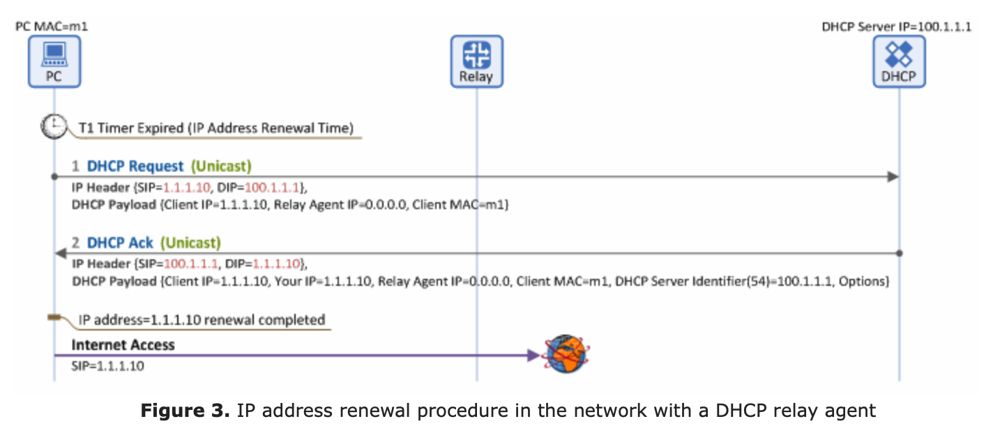 PC MAC=m1
DHCP Server IP=100.1.1.1
PC
Relay
DHCP
T1 Timer Expired (IP Address Renewal Time)
1 DHCP Request (Unicast)
IP Header {SIP=1.1.1.10, DIP=100.1.1.1},
DHCP Payload {Client IP=1.1.1.10, Relay Agent IP=0.0.0.0, Client MAC=m1}
2 DHCP Ack (Unicast)
IP Header {SIP=100.1.1.1, DIP=1.1.1.10},
DHCP Payload {Client IP=1.1.1.10, Your IP=1.1.1.10, Relay Agent IP=0.0.0.0, Client MAC=m1, DHCP Server Identifier(54)=100.1.1.1, Options}
IP address=1.1.1.10 renewal completed
Internet Access
SIP=1.1.1.10
Figure 3. IP address renewal procedure in the network with a DHCP relay agent